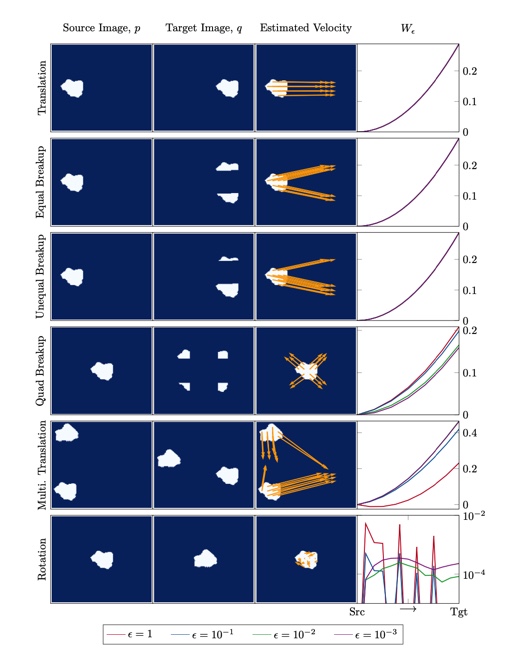 Source Image, p Target Image, q Estimated Velocity W_ϵ
Translation
0.2
0.1
0
Equal Breakup
0.2
0.1
0
Unequal Breakup
0.2
0.1
0
Quad Breakup
0.2
0.1
0
Multi. Translation
0.4
0.2
0
Rotation
10⁻²
10⁻⁴
Src → Tgt
ϵ = 1 ϵ = 10⁻¹ ϵ = 10⁻² ϵ = 10⁻³